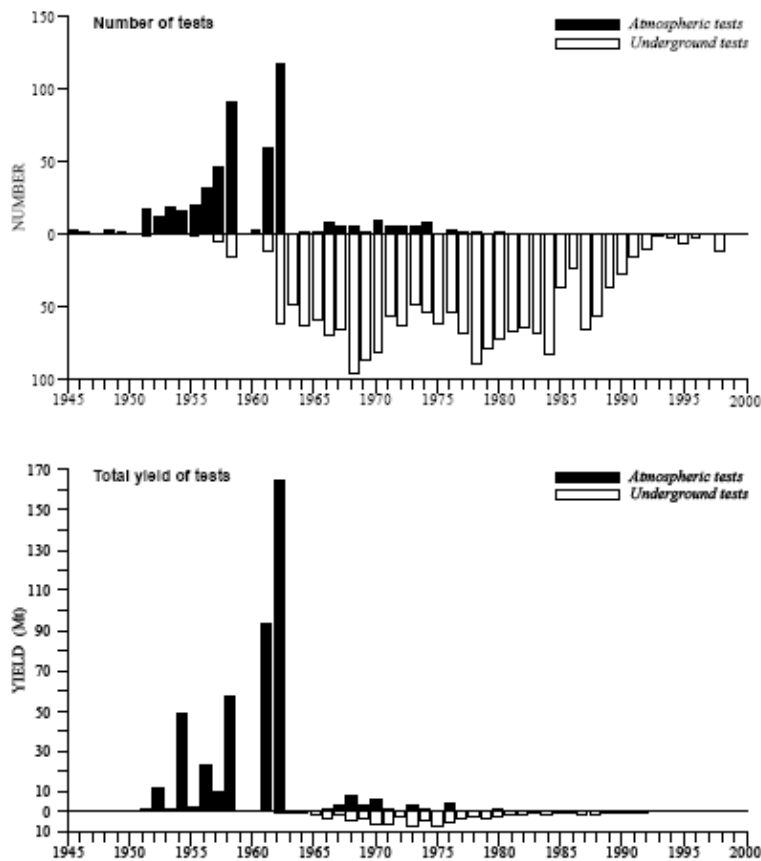 150
Number of tests
Atmospheric tests
Underground tests
100
50
NUMBER
0
50
100
1945 1950 1955 1960 1965 1970 1975 1980 1985 1990 1995 2000
170
Total yield of tests
Atmospheric tests
Underground tests
150
130
110
90
YIELD (Mt)
70
50
30
10
0
10
1945 1950 1955 1960 1965 1970 1975 1980 1985 1990 1995 2000